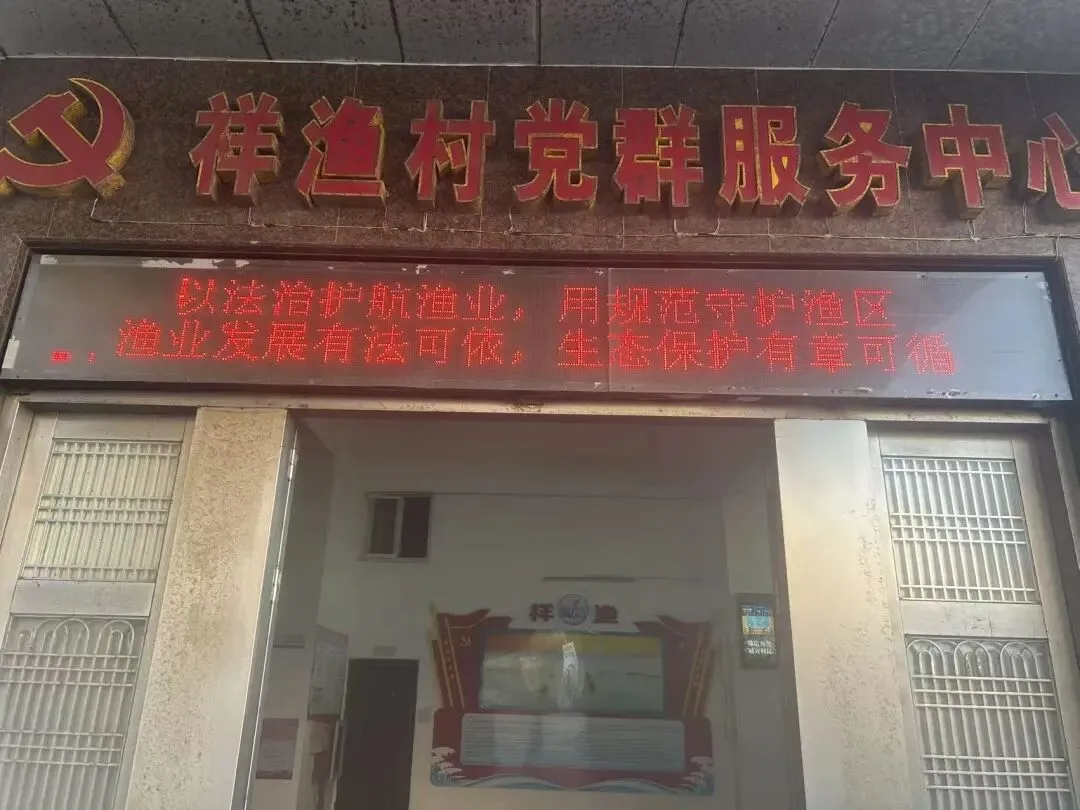 祥渔村党群服务中心
以法治护航渔业，用规范守护渔区
渔业发展有法可依，生态保护有章可循
祥渔